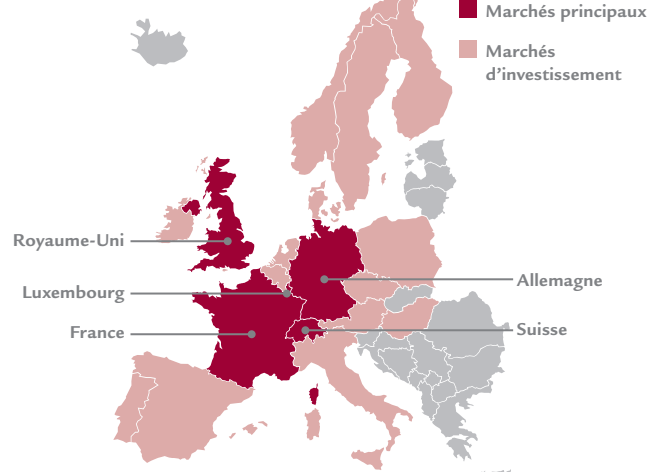 Marchés principaux
Marchés
d'investissement
Royaume-Uni
Luxembourg
France
Allemagne
Suisse